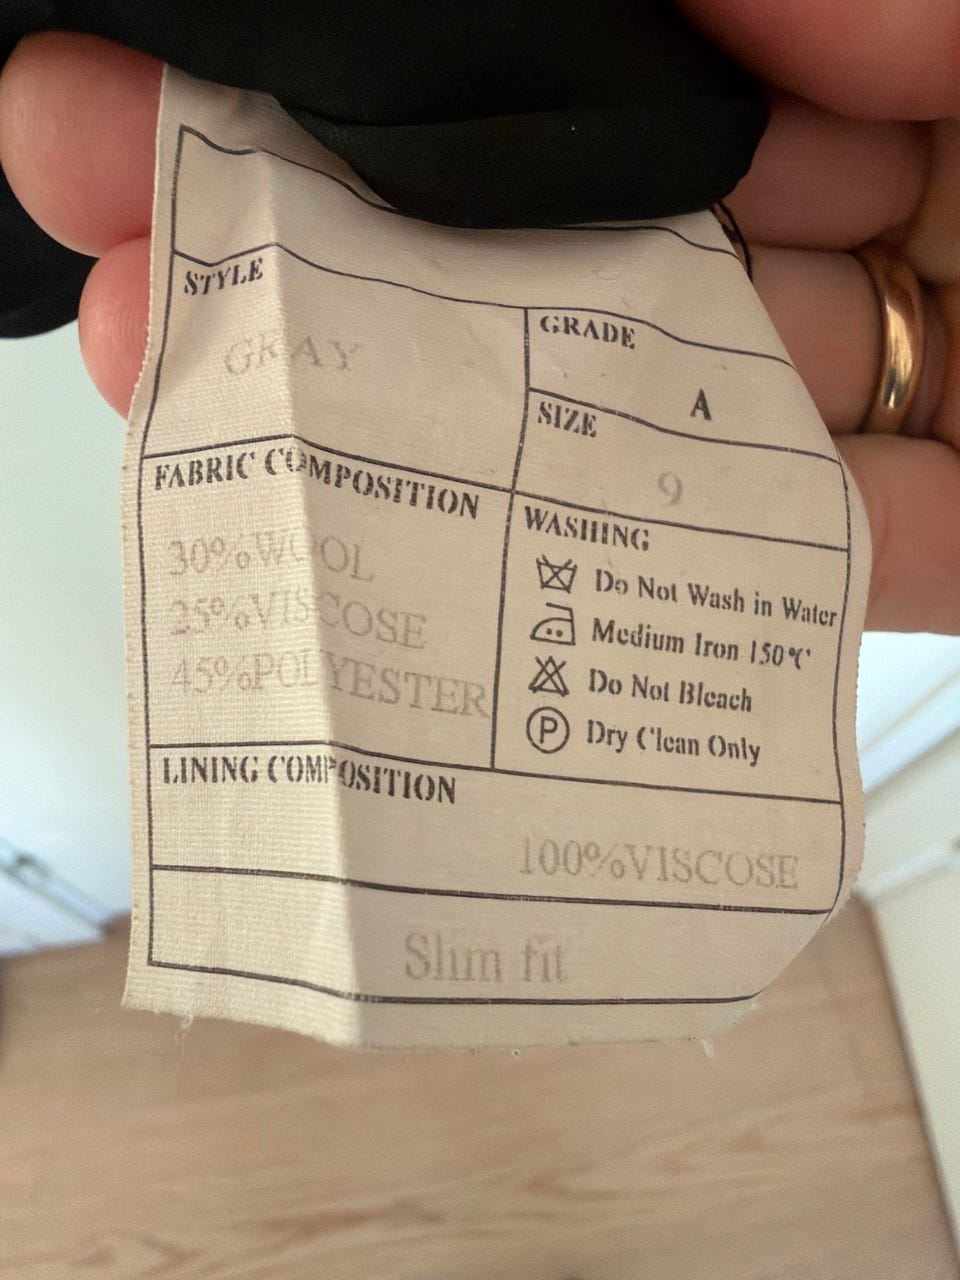 STYLE
GRAY
GRADE
A
SIZE
9
FABRIC COMPOSITION
30%WOOL
25%VISCOSE
45%POLYESTER
WASHING
Do Not Wash in Water
Medium Iron 150°C
Do Not Bleach
P Dry Clean Only
LINING COMPOSITION
100%VISCOSE
Slim fit